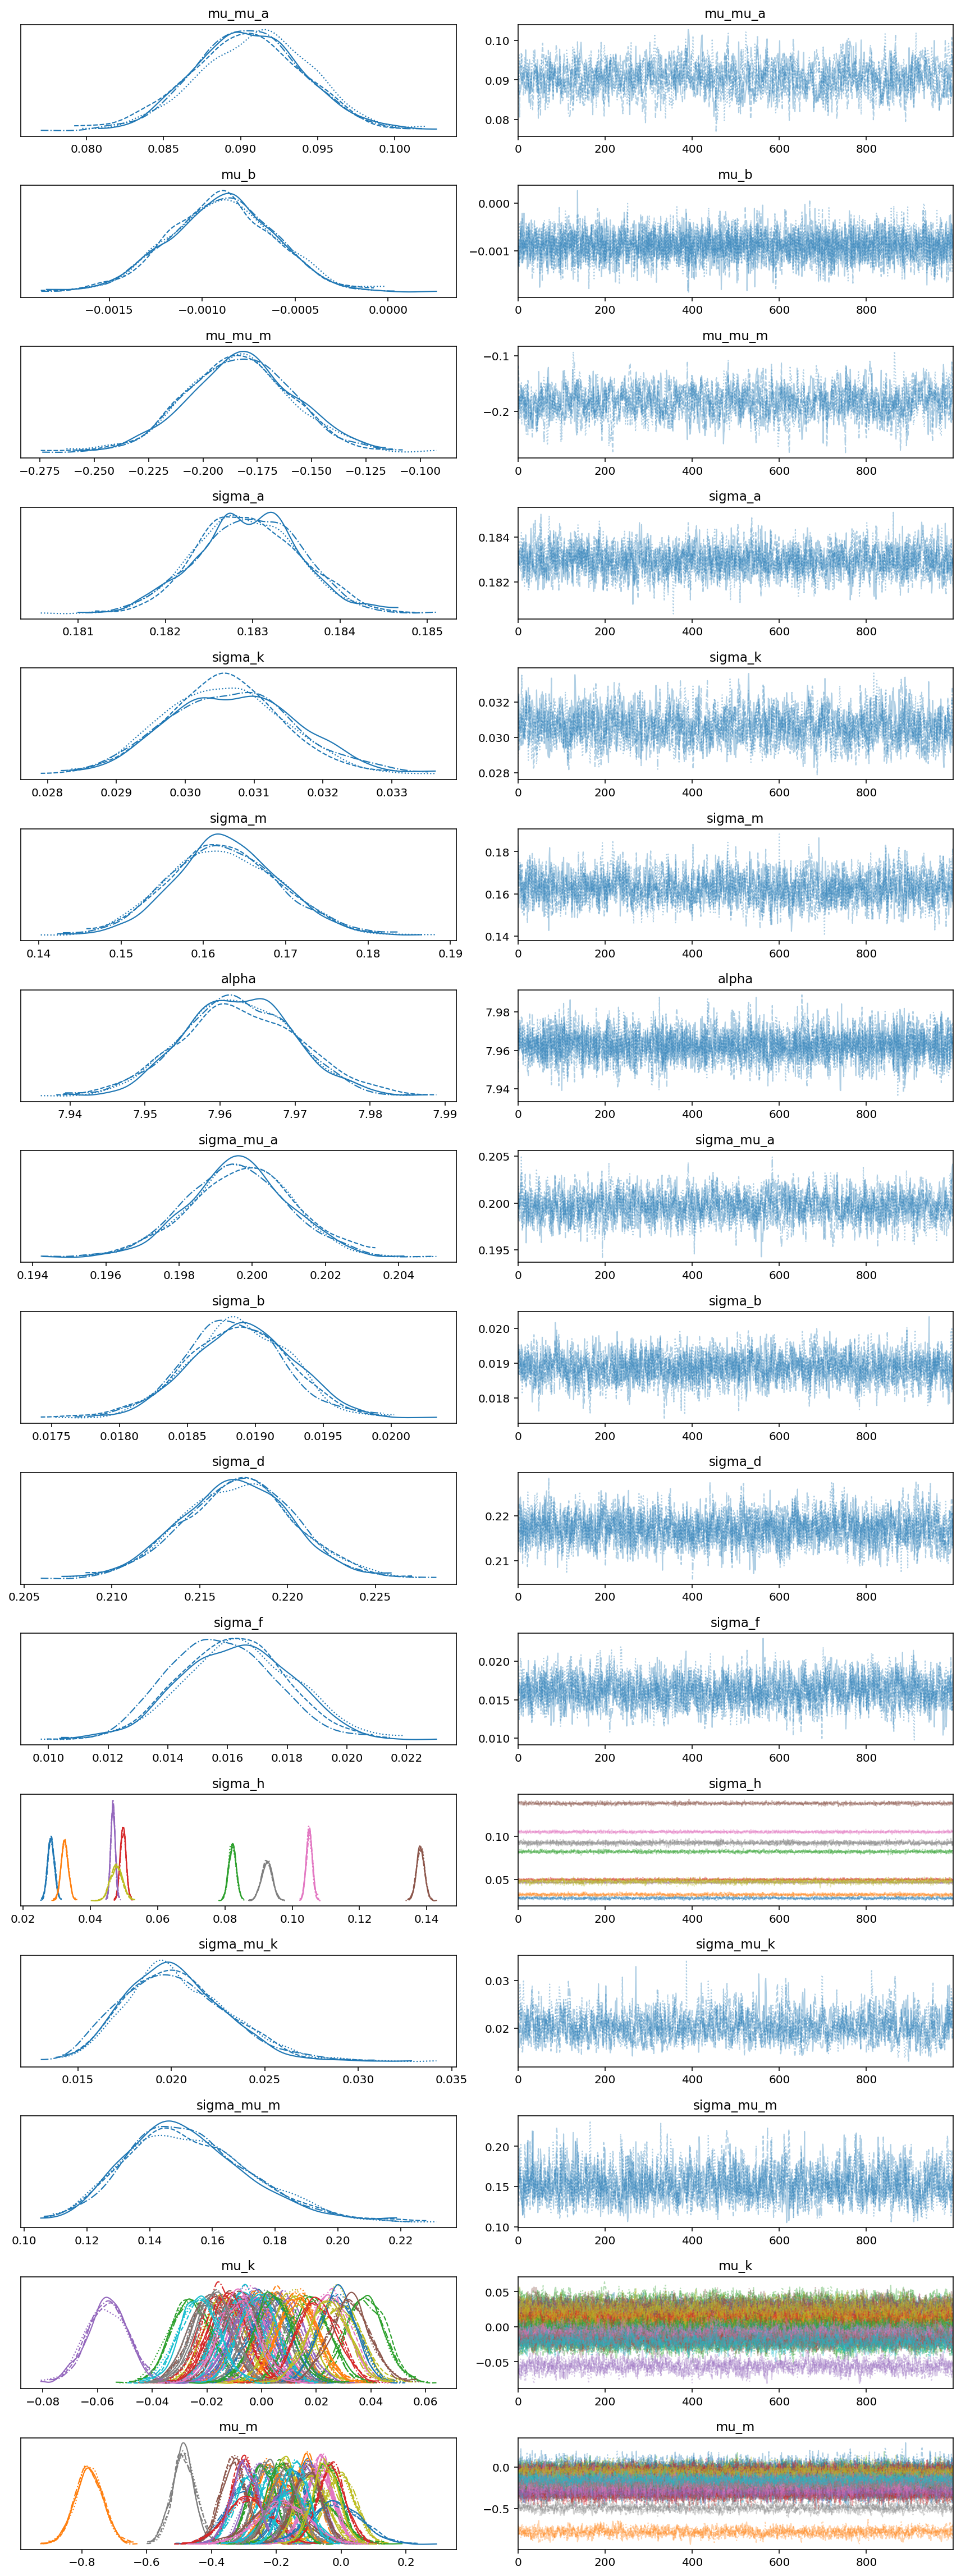 mu_mu_a mu_mu_a
0.10
0.09
0.08
0.080 0.085 0.090 0.095 0.100 0 200 400 600 800
mu_b mu_b
0.000
−0.001
−0.0015 −0.0010 −0.0005 0.0000 0 200 400 600 800
mu_mu_m mu_mu_m
−0.1
−0.2
−0.275 −0.250 −0.225 −0.200 −0.175 −0.150 −0.125 −0.100 0 200 400 600 800
sigma_a sigma_a
0.184
0.182
0.181 0.182 0.183 0.184 0.185 0 200 400 600 800
sigma_k sigma_k
0.032
0.030
0.028
0.028 0.029 0.030 0.031 0.032 0.033 0 200 400 600 800
sigma_m sigma_m
0.18
0.16
0.14
0.14 0.15 0.16 0.17 0.18 0.19 0 200 400 600 800
alpha alpha
7.98
7.96
7.94
7.94 7.95 7.96 7.97 7.98 7.99 0 200 400 600 800
sigma_mu_a sigma_mu_a
0.205
0.200
0.195
0.194 0.196 0.198 0.200 0.202 0.204 0 200 400 600 800
sigma_b sigma_b
0.020
0.019
0.018
0.0175 0.0180 0.0185 0.0190 0.0195 0.0200 0 200 400 600 800
sigma_d sigma_d
0.22
0.21
0.205 0.210 0.215 0.220 0.225 0 200 400 600 800
sigma_f sigma_f
0.020
0.015
0.010
0.010 0.012 0.014 0.016 0.018 0.020 0.022 0 200 400 600 800
sigma_h sigma_h
0.10
0.05
0.02 0.04 0.06 0.08 0.10 0.12 0.14 0 200 400 600 800
sigma_mu_k sigma_mu_k
0.03
0.02
0.015 0.020 0.025 0.030 0.035 0 200 400 600 800
sigma_mu_m sigma_mu_m
0.20
0.15
0.10
0.10 0.12 0.14 0.16 0.18 0.20 0.22 0 200 400 600 800
mu_k mu_k
0.05
0.00
−0.05
−0.08 −0.06 −0.04 −0.02 0.00 0.02 0.04 0.06 0 200 400 600 800
mu_m mu_m
0.0
−0.5
−0.8 −0.6 −0.4 −0.2 0.0 0.2 0 200 400 600 800